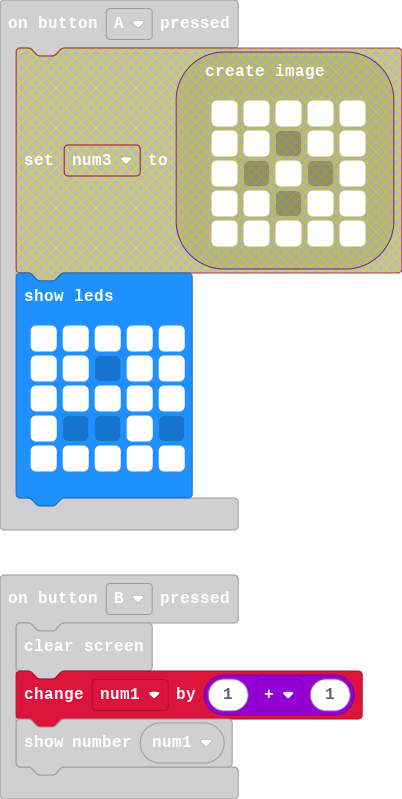 on button A pressed
create image
set num3 to
show leds
on button B pressed
clear screen
change num1 by 1 + 1
show number num1